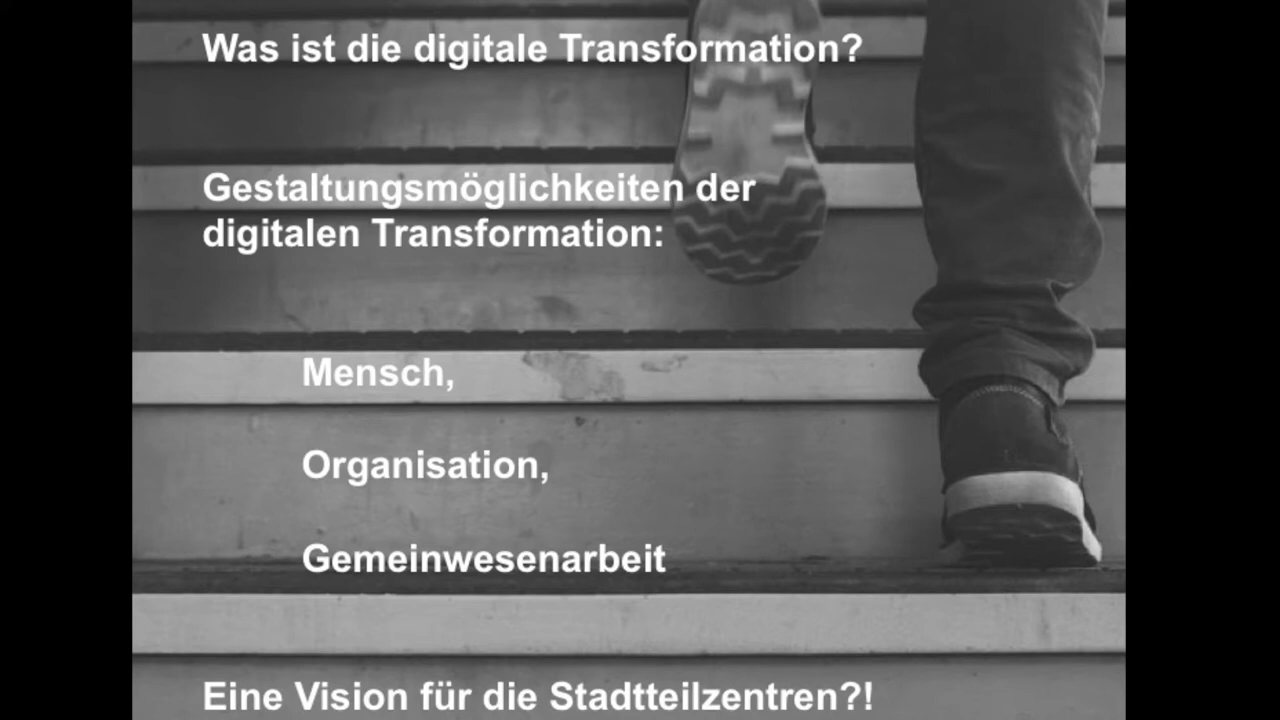 Was ist die digitale Transformation?
Gestaltungsmöglichkeiten der
digitalen Transformation:
Mensch,
Organisation,
Gemeinwesenarbeit
Eine Vision für die Stadtteilzentren?!